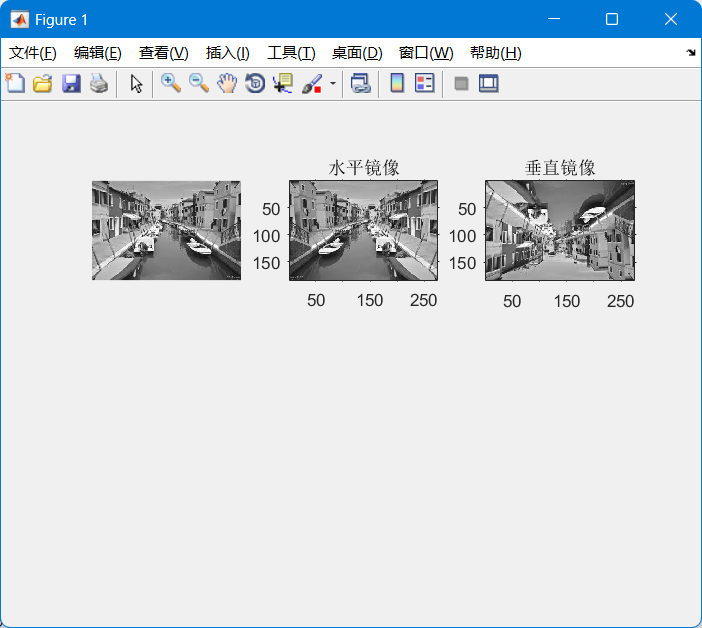 Figure 1
文件(F) 编辑(E) 查看(V) 插入(I) 工具(T) 桌面(D) 窗口(W) 帮助(H)
水平镜像 垂直镜像
50 50
100 100
150 150
50 150 250 50 150 250